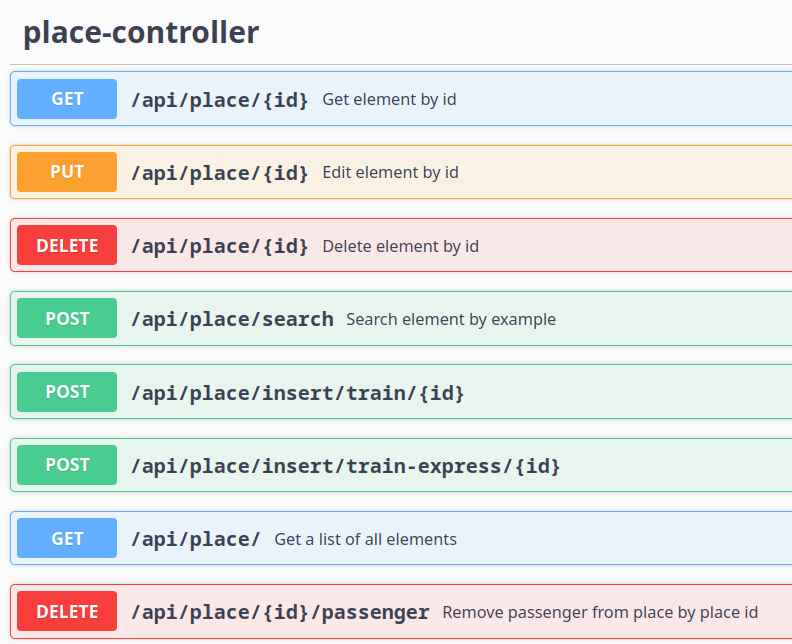 place-controller
GET /api/place/{id} Get element by id
PUT /api/place/{id} Edit element by id
DELETE /api/place/{id} Delete element by id
POST /api/place/search Search element by example
POST /api/place/insert/train/{id}
POST /api/place/insert/train-express/{id}
GET /api/place/ Get a list of all elements
DELETE /api/place/{id}/passenger Remove passenger from place by place id